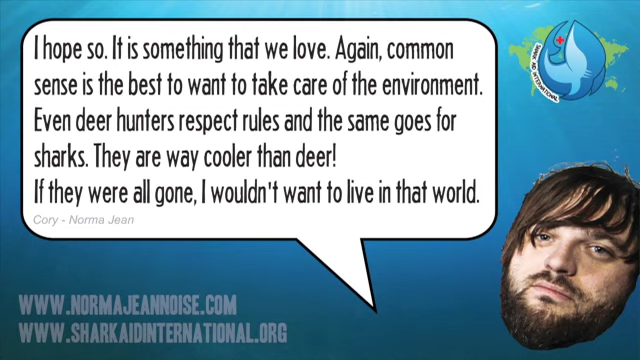 I hope so. It is something that we love. Again, common
sense is the best to want to take care of the environment.
Even deer hunters respect rules and the same goes for
sharks. They are way cooler than deer!
If they were all gone, I wouldn't want to live in that world.
Cory - Norma Jean
SHARK AID INTERNATIONAL
WWW.NORMAJEANNOISE.COM
WWW.SHARKAIDINTERNATIONAL.ORG